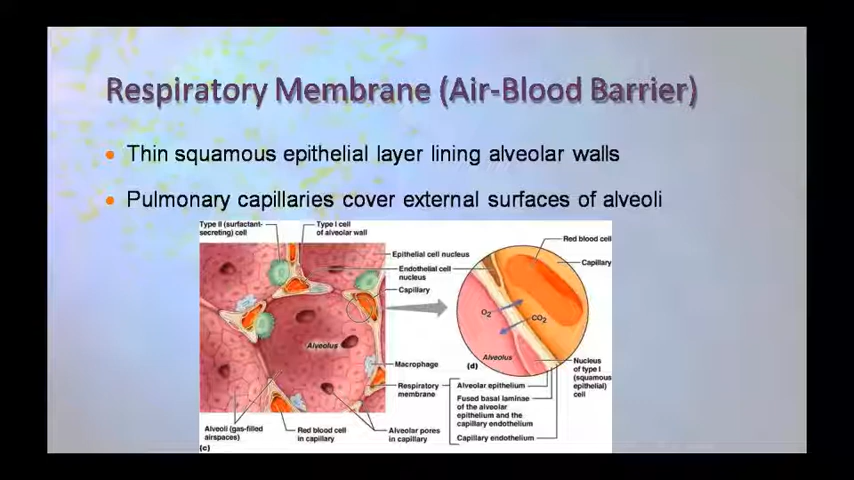 Respiratory Membrane (Air-Blood Barrier)
Thin squamous epithelial layer lining alveolar walls
Pulmonary capillaries cover external surfaces of alveoli
Type II (surfactant-
secreting) cell
Type I cell
of alveolar wall
Epithelial cell nucleus
Endothelial cell
nucleus
Capillary
Alveolus
Macrophage
Respiratory
membrane
Alveoli (gas-filled
airspaces)
Red blood cell
in capillary
Alveolar pores
in capillary
(c)
Red blood cell
Capillary
O2
CO2
Alveolus
(d)
Nucleus
of type I
(squamous
epithelial)
cell
Alveolar epithelium
Fused basal laminae
of the alveolar
epithelium and the
capillary endothelium
Capillary endothelium